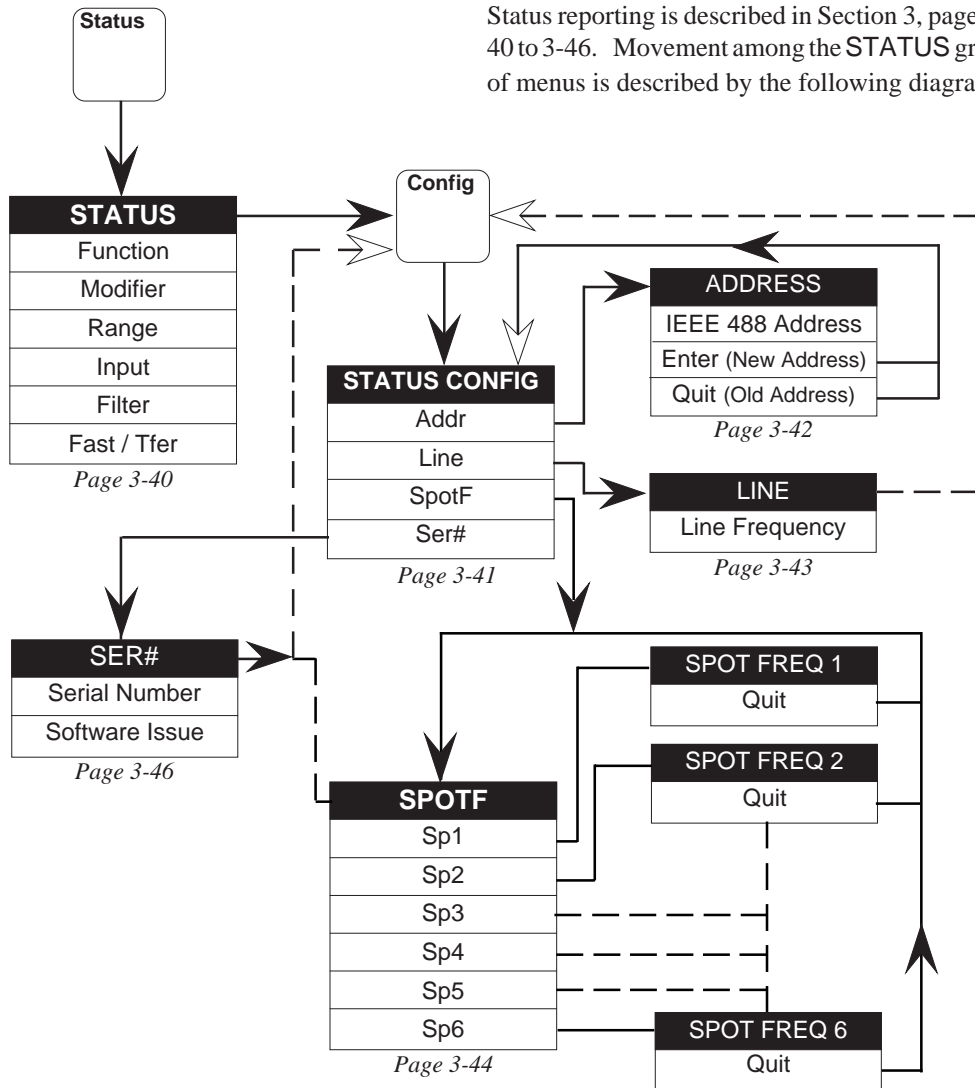 Status
Status reporting is described in Section 3, page
40 to 3-46. Movement among the STATUS
of menus is described by the following
Config
STATUS
Function
Modifier
Range
Input
Filter
Fast / Tfer
Page 3-40
STATUS CONFIG
Addr
Line
SpotF
Ser#
Page 3-41
ADDRESS
IEEE 488 Address
Enter (New Address)
Quit (Old Address)
Page 3-42
LINE
Line Frequency
Page 3-43
SER#
Serial Number
Software Issue
Page 3-46
SPOTF
Sp1
Sp2
Sp3
Sp4
Sp5
Sp6
Page 3-44
SPOT FREQ 1
Quit
SPOT FREQ 2
Quit
SPOT FREQ 6
Quit